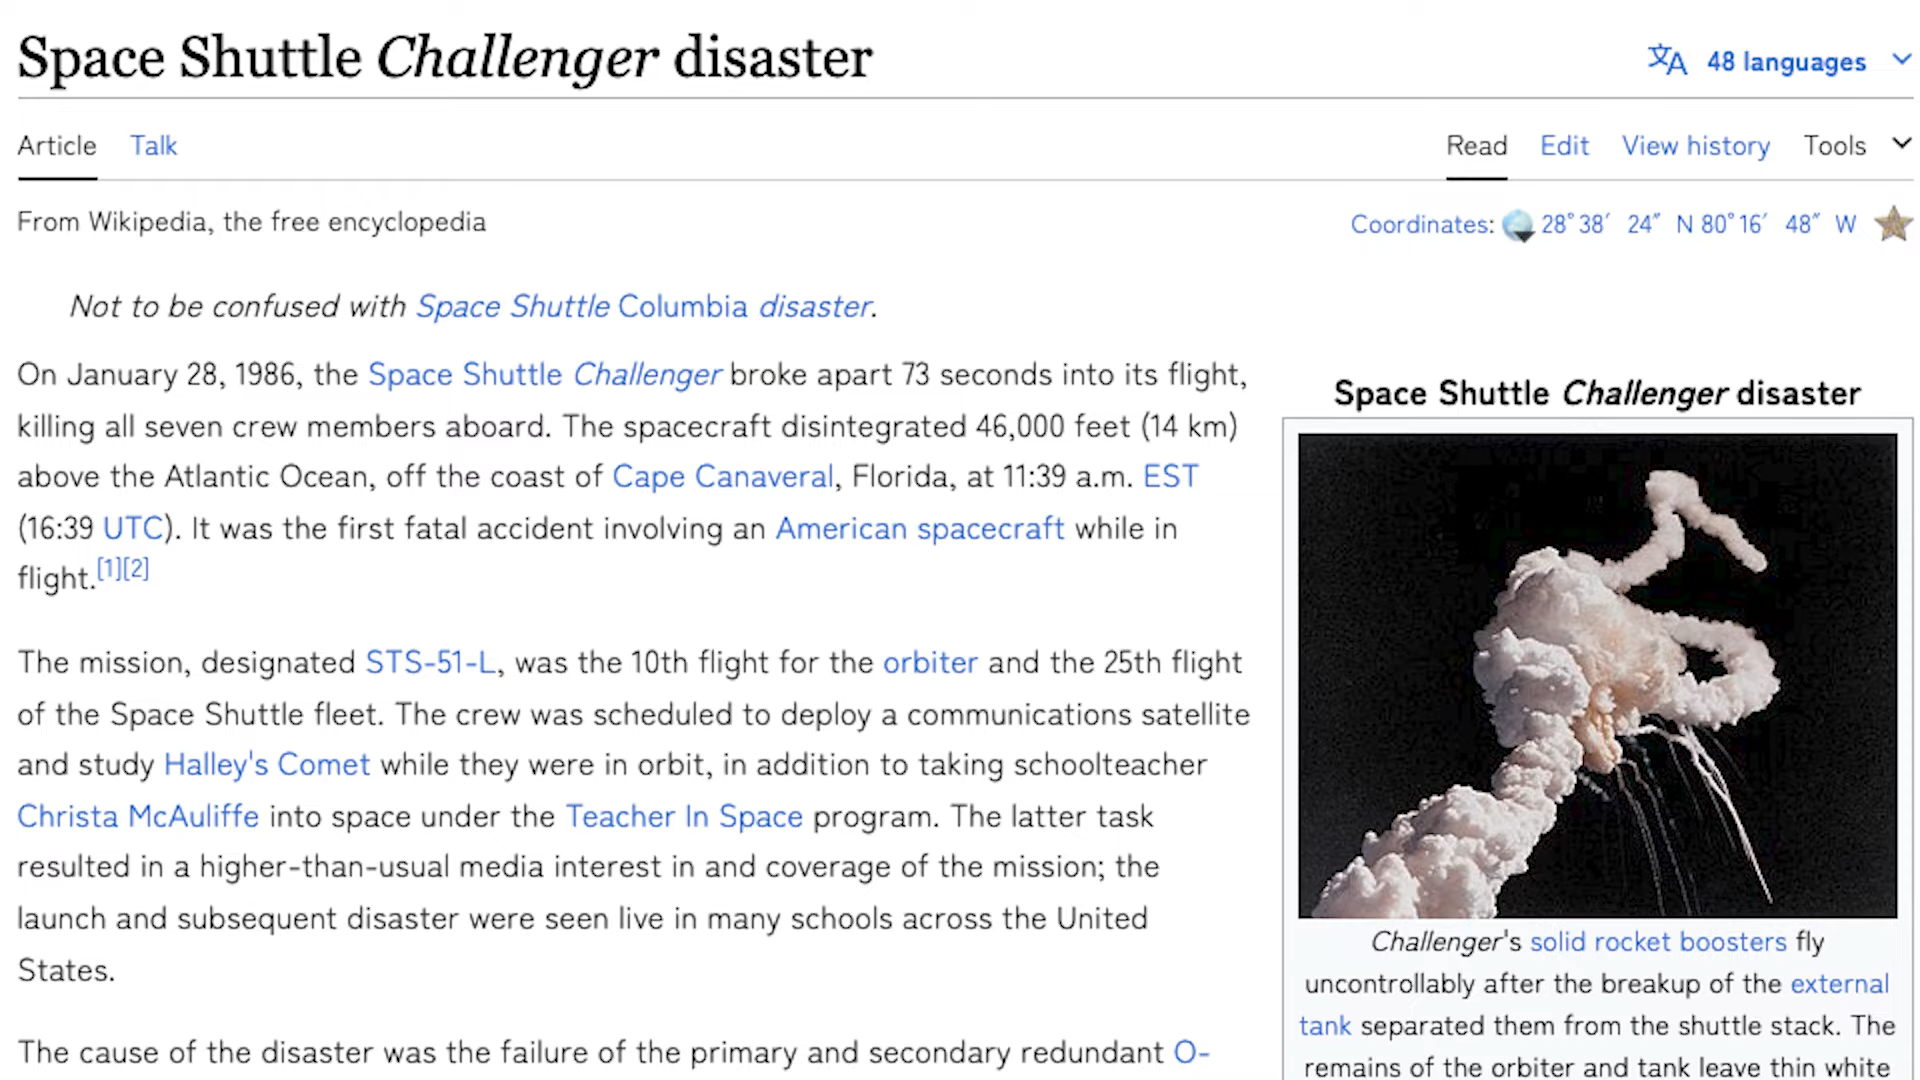 Space Shuttle Challenger disaster
48 languages
Article Talk
Read Edit View history Tools
From Wikipedia, the free encyclopedia
Coordinates: 28°38′ 24″ N 80°16′ 48″ W
Not to be confused with Space Shuttle Columbia disaster.
On January 28, 1986, the Space Shuttle Challenger broke apart 73 seconds into its flight,
killing all seven crew members aboard. The spacecraft disintegrated 46,000 feet (14 km)
above the Atlantic Ocean, off the coast of Cape Canaveral, Florida, at 11:39 a.m. EST
(16:39 UTC). It was the first fatal accident involving an American spacecraft while in
flight.[1][2]
The mission, designated STS-51-L, was the 10th flight for the orbiter and the 25th flight
of the Space Shuttle fleet. The crew was scheduled to deploy a communications satellite
and study Halley's Comet while they were in orbit, in addition to taking schoolteacher
Christa McAuliffe into space under the Teacher In Space program. The latter task
resulted in a higher-than-usual media interest in and coverage of the mission; the
launch and subsequent disaster were seen live in many schools across the United
States.
The cause of the disaster was the failure of the primary and secondary redundant O-
Space Shuttle Challenger disaster
Challenger's solid rocket boosters fly
uncontrollably after the breakup of the external
tank separated them from the shuttle stack. The
remains of the orbiter and tank leave thin white